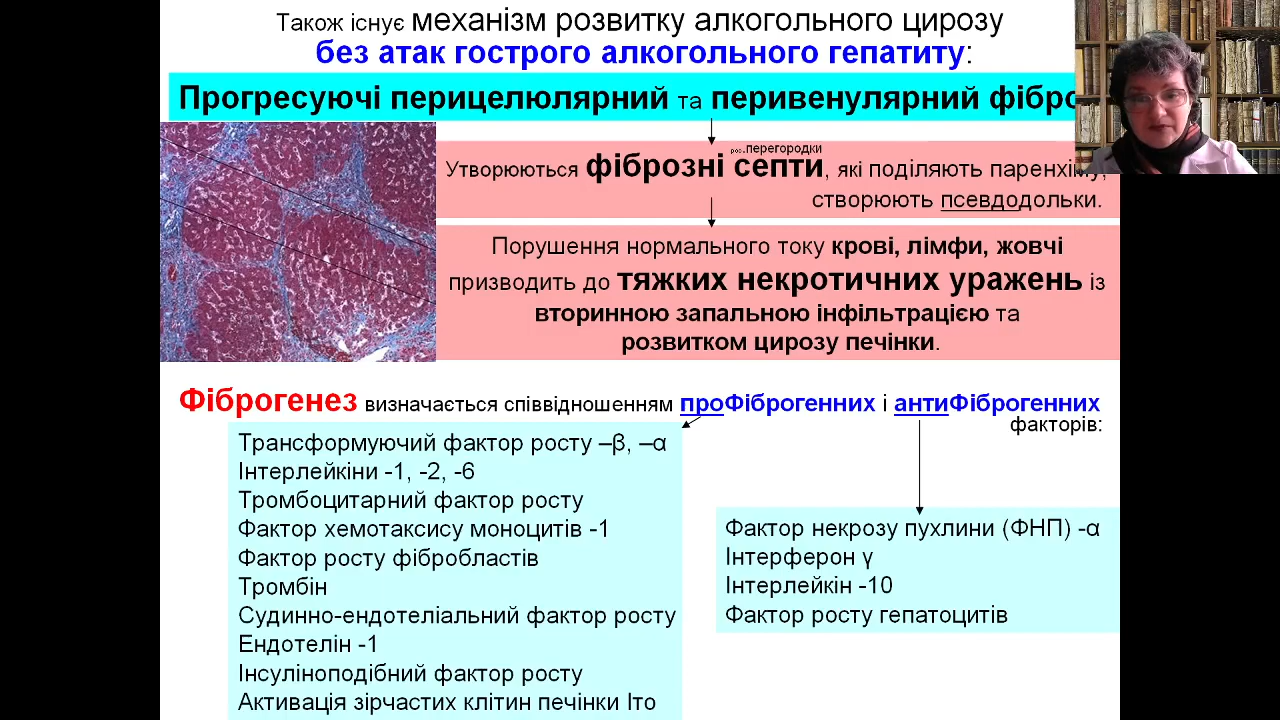 Також існує механізм розвитку алкогольного цирозу
без атак гострого алкогольного гепатиту:
Прогресуючі перицелюлярний та перивенулярний фібро
рос.перегородки
Утворюються фіброзні септи, які поділяють паренхіму,
створюють псевдодольки.
Порушення нормального току крові, лімфи, жовчі
призводить до тяжких некротичних уражень із
вторинною запальною інфільтрацією та
розвитком цирозу печінки.
Фіброгенез визначається співвідношенням проФіброгенних і антиФіброгенних
факторів:
Трансформуючий фактор росту –β, –α
Інтерлейкіни -1, -2, -6
Тромбоцитарний фактор росту
Фактор хемотаксису моноцитів -1
Фактор росту фібробластів
Тромбін
Судинно-ендотеліальний фактор росту
Ендотелін -1
Інсуліноподібний фактор росту
Активація зірчастих клітин печінки Іто
Фактор некрозу пухлини (ФНП) -α
Інтерферон γ
Інтерлейкін -10
Фактор росту гепатоцитів